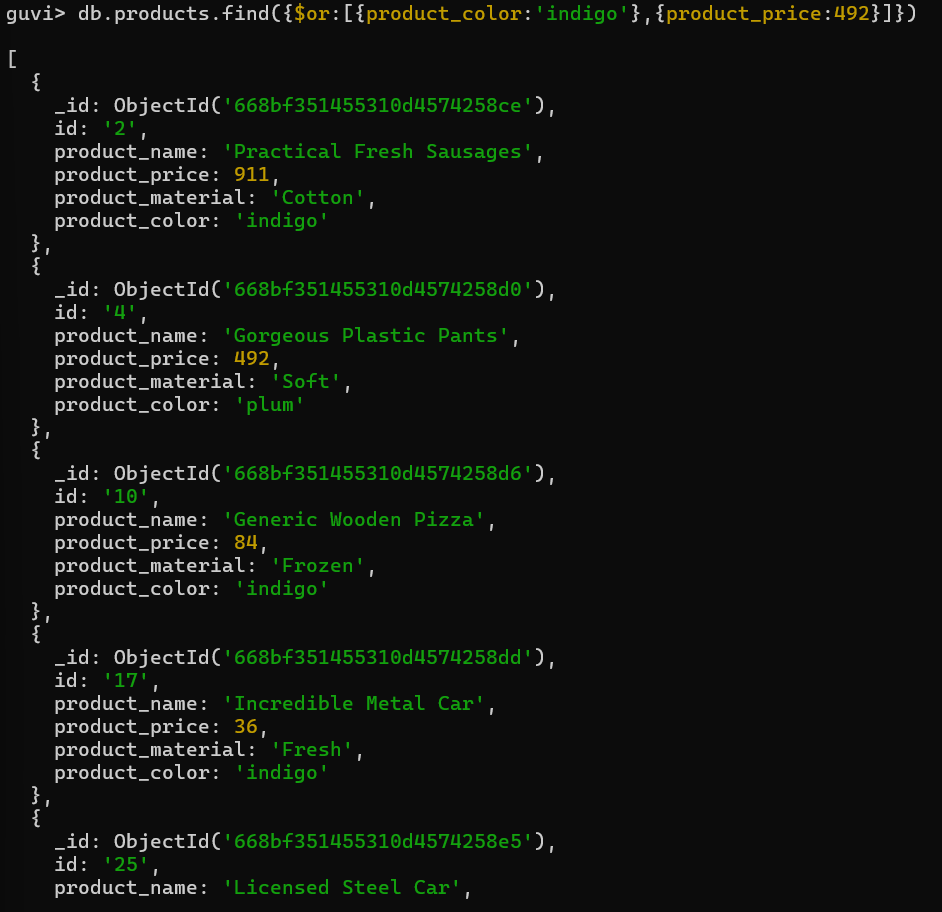 guvi> db.products.find({$or:[{product_color:'indigo'},{product_price:492}]})
[
  {
    _id: ObjectId('668bf351455310d4574258ce'),
    id: '2',
    product_name: 'Practical Fresh Sausages',
    product_price: 911,
    product_material: 'Cotton',
    product_color: 'indigo'
  },
  {
    _id: ObjectId('668bf351455310d4574258d0'),
    id: '4',
    product_name: 'Gorgeous Plastic Pants',
    product_price: 492,
    product_material: 'Soft',
    product_color: 'plum'
  },
  {
    _id: ObjectId('668bf351455310d4574258d6'),
    id: '10',
    product_name: 'Generic Wooden Pizza',
    product_price: 84,
    product_material: 'Frozen',
    product_color: 'indigo'
  },
  {
    _id: ObjectId('668bf351455310d4574258dd'),
    id: '17',
    product_name: 'Incredible Metal Car',
    product_price: 36,
    product_material: 'Fresh',
    product_color: 'indigo'
  },
  {
    _id: ObjectId('668bf351455310d4574258e5'),
    id: '25',
    product_name: 'Licensed Steel Car',